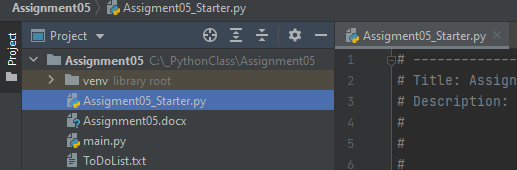 Assignment05 Assigment05_Starter.py
Project
Project
Assignment05 C:\_PythonClass\Assignment05
venv library root
Assigment05_Starter.py
Assignment05.docx
main.py
ToDoList.txt
Assigment05_Starter.py
1 # -------------
2 # Title: Assign
3 # Description:
4 #
5 #
6 #